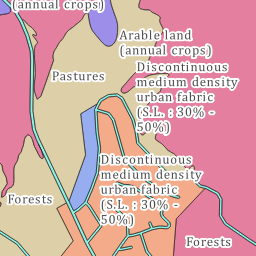 (annual crops)
Arable land
(annual crops)
Pastures
Discontinuous
medium density
urban fabric
(S.L. : 30% -
50%)
Discontinuous
medium density
urban fabric
(S.L. : 30% -
50%)
Forests
Forests